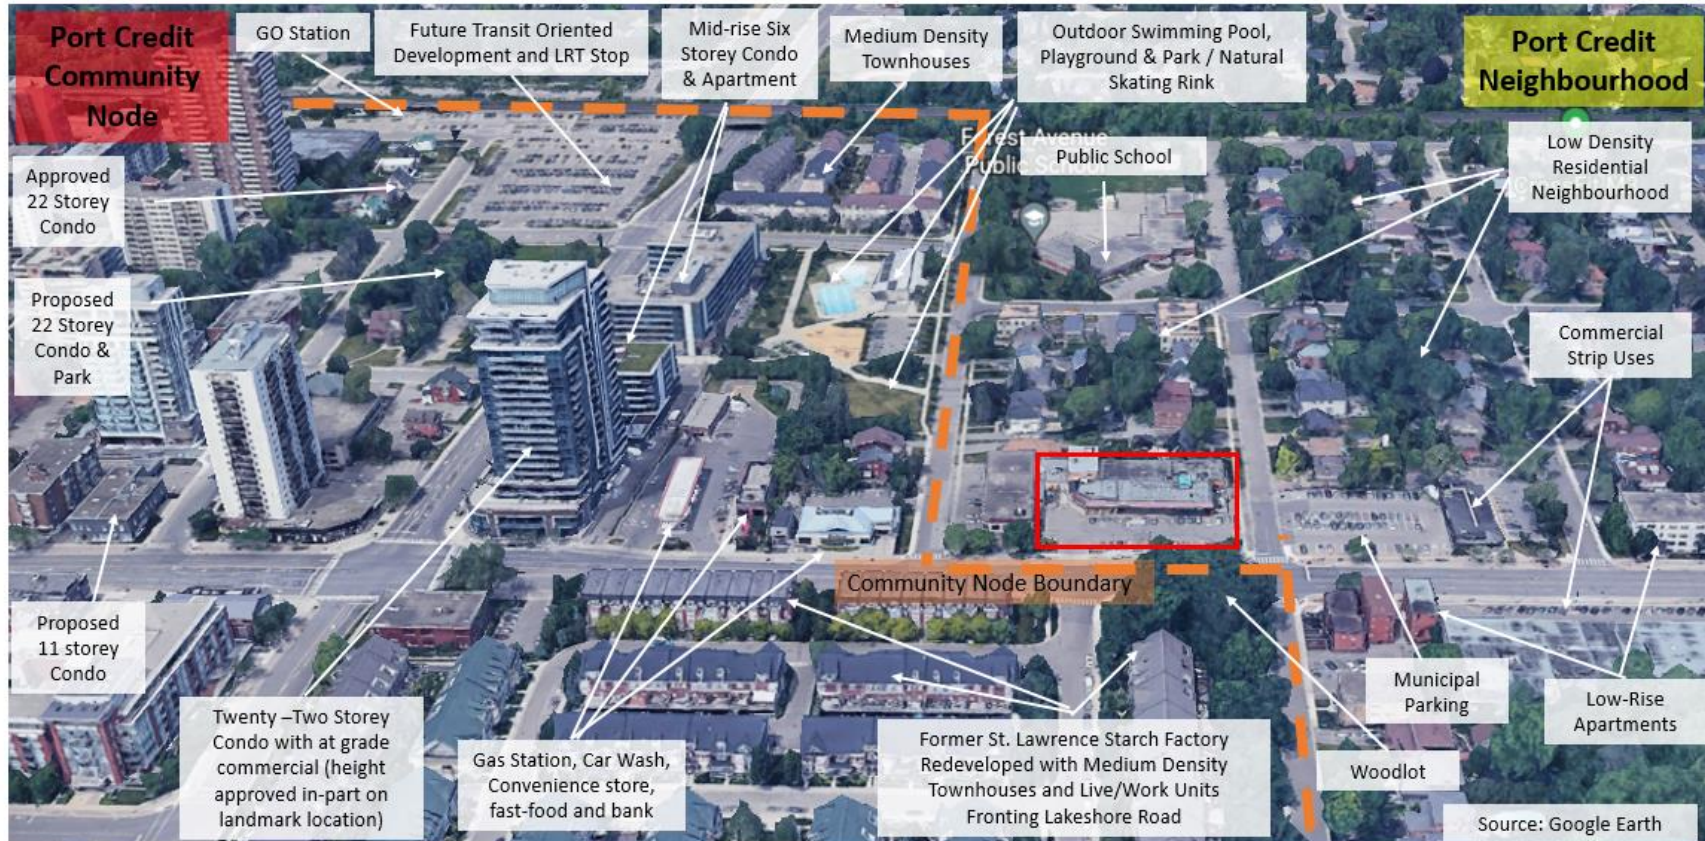 Port Credit
Community
Node
GO Station
Future Transit Oriented
Development and LRT Stop
Mid-rise Six
Storey Condo
& Apartment
Medium Density
Townhouses
Outdoor Swimming Pool,
Playground & Park / Natural
Skating Rink
Port Credit
Neighbourhood
Forest Avenue
Public School
Public School
Low Density
Residential
Neighbourhood
Approved
22 Storey
Condo
Proposed
22 Storey
Condo &
Park
Commercial
Strip Uses
Community Node Boundary
Proposed
11 storey
Condo
Twenty –Two Storey
Condo with at grade
commercial (height
approved in-part on
landmark location)
Gas Station, Car Wash,
Convenience store,
fast-food and bank
Former St. Lawrence Starch Factory
Redeveloped with Medium Density
Townhouses and Live/Work Units
Fronting Lakeshore Road
Woodlot
Municipal
Parking
Low-Rise
Apartments
Source: Google Earth